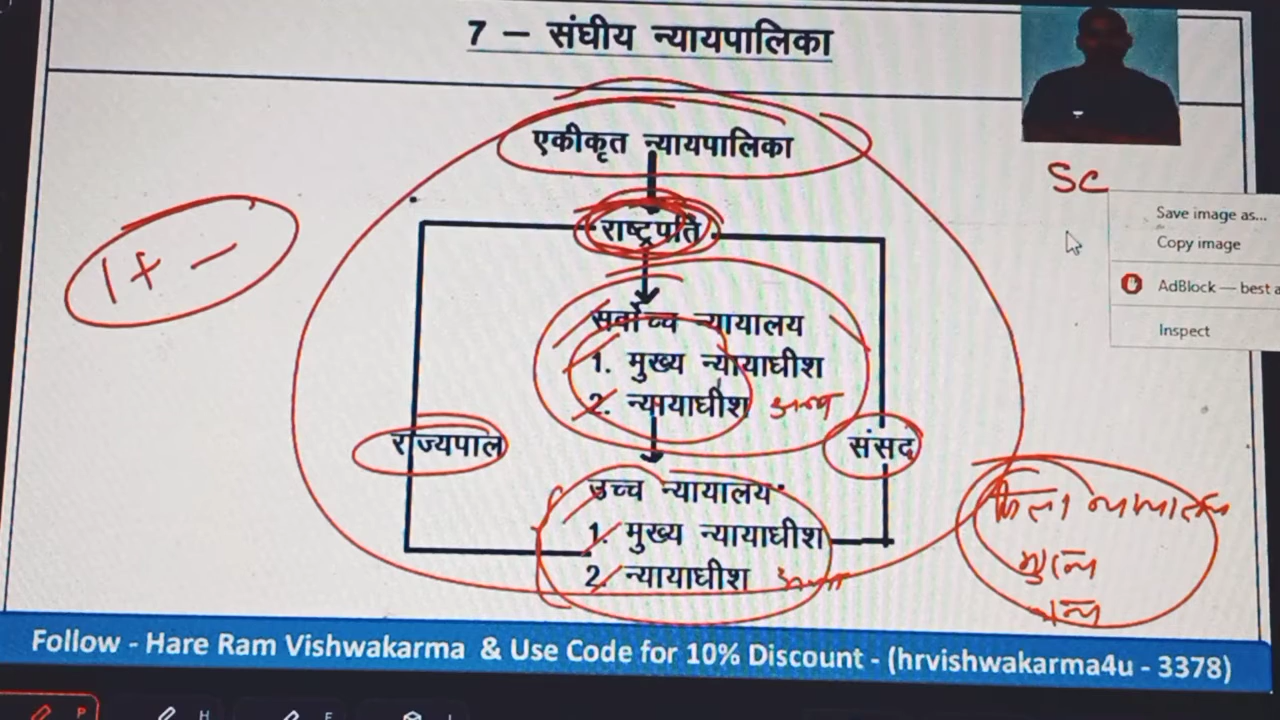 7 – संघीय न्यायपालिका
एकीकृत न्यायपालिका
SC
राष्ट्रपति
Save image as...
Copy image
1 + –
AdBlock — best a
सर्वोच्च न्यायालय
Inspect
1. मुख्य न्यायाधीश
2. न्यायाधीश अन्य
राज्यपाल
संसद
उच्च न्यायालय
1. मुख्य न्यायाधीश
2. न्यायाधीश
Follow - Hare Ram Vishwakarma & Use Code for 10% Discount - (hrvishwakarma4u - 3378)
P H